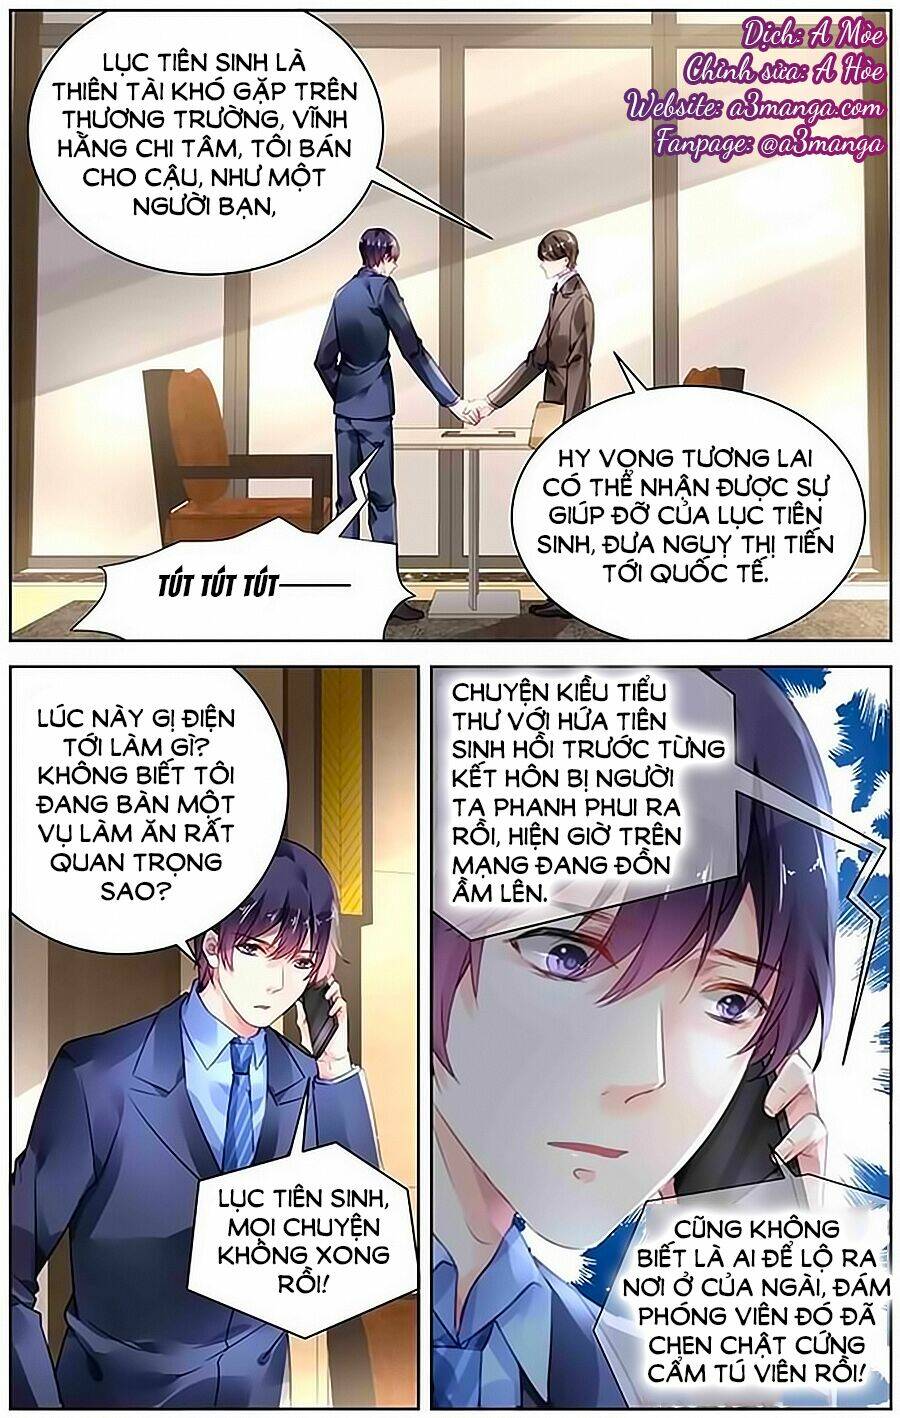 Dịch: A Mòe
Chỉnh sửa: A Hòe
Website: a3manga.com
Fanpage: @a3manga
LỤC TIÊN SINH LÀ
THIÊN TÀI KHÓ GẶP TRÊN
THƯƠNG TRƯỜNG, VĨNH
HẰNG CHI TÂM, TÔI BÁN
CHO CẬU, NHƯ MỘT
NGƯỜI BẠN,
HY VỌNG TƯƠNG LAI
CÓ THỂ NHẬN ĐƯỢC SỰ
GIÚP ĐỠ CỦA LỤC TIÊN
SINH, ĐƯA NGUỴ THỊ TIẾN
TỚI QUỐC TẾ.
TÚT TÚT TÚT——
LÚC NÀY GỊ ĐIỆN
TỚI LÀM GÌ?
KHÔNG BIẾT TÔI
ĐANG BÀN MỘT
VỤ LÀM ĂN RẤT
QUAN TRỌNG
SAO?
LỤC TIÊN SINH,
MỌI CHUYỆN
KHÔNG XONG
RỒI!
CHUYỆN KIỀU TIỂU
THƯ VỚI HỨA TIÊN
SINH HỒI TRƯỚC TỪNG
KẾT HÔN BỊ NGƯỜI
TA PHANH PHUI RA
RỒI, HIỆN GIỜ TRÊN
MẠNG ĐANG ĐỒN
ẦM LÊN.
CŨNG KHÔNG
BIẾT LÀ AI ĐỂ LỘ RA
NƠI Ở CỦA NGÀI, ĐÁM
PHÓNG VIÊN ĐÓ ĐÃ
CHEN CHẬT CỨNG
CẨM TÚ VIÊN RỒI!